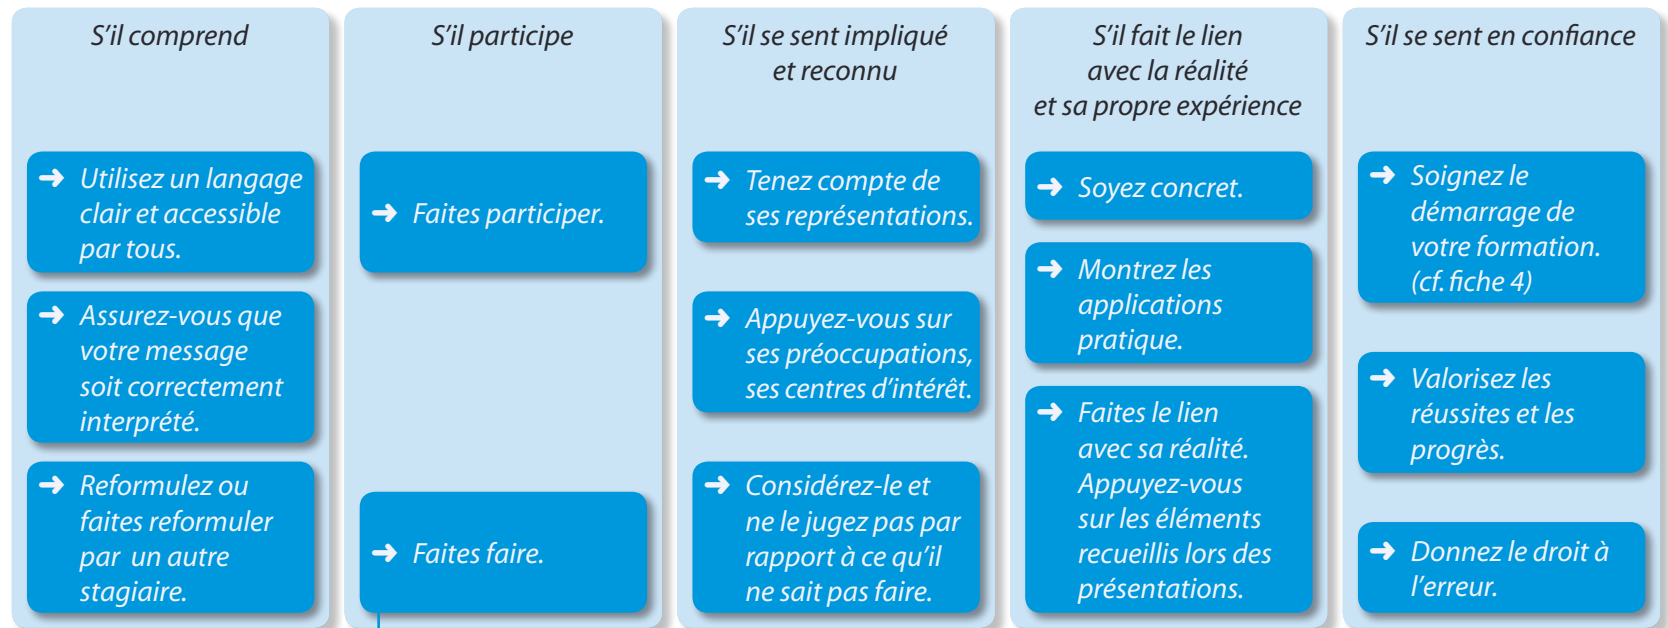 S'il comprend
➜ Utilisez un langage
clair et accessible
par tous.
➜ Assurez-vous que
votre message
soit correctement
interprété.
➜ Reformulez ou
faites reformuler
par un autre
stagiaire.
S'il participe
➜ Faites participer.
➜ Faites faire.
S'il se sent impliqué
et reconnu
➜ Tenez compte de
ses représentations.
➜ Appuyez-vous sur
ses préoccupations,
ses centres d'intérêt.
➜ Considérez-le et
ne le jugez pas par
rapport à ce qu'il
ne sait pas faire.
S'il fait le lien
avec la réalité
et sa propre expérience
➜ Soyez concret.
➜ Montrez les
applications
pratique.
➜ Faites le lien
avec sa réalité.
Appuyez-vous
sur les éléments
recueillis lors des
présentations.
S'il se sent en confiance
➜ Soignez le
démarrage de
votre formation.
(cf. fiche 4)
➜ Valorisez les
réussites et les
progrès.
➜ Donnez le droit à
l'erreur.